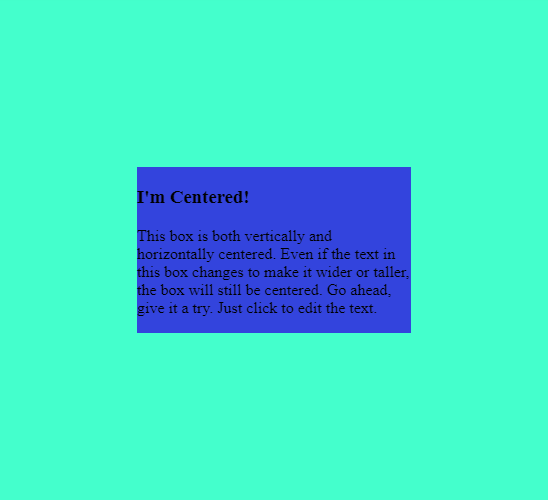 I'm Centered!
This box is both vertically and
horizontally centered. Even if the text in
this box changes to make it wider or taller,
the box will still be centered. Go ahead,
give it a try. Just click to edit the text.